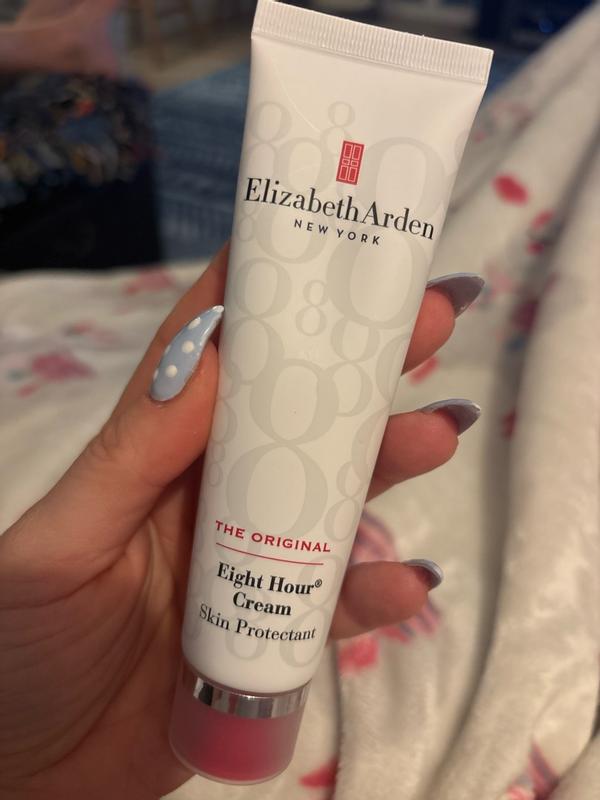 ElizabethArden
NEW YORK
THE ORIGINAL
Eight Hour®
Cream
Skin Protectant